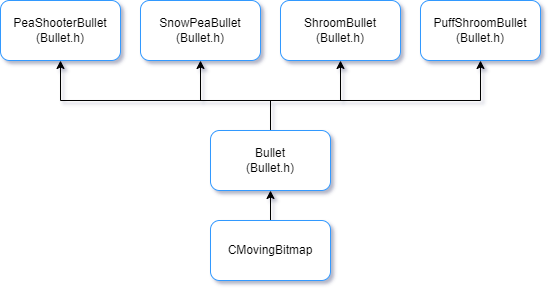 PeaShooterBullet
(Bullet.h)
SnowPeaBullet
(Bullet.h)
ShroomBullet
(Bullet.h)
PuffShroomBullet
(Bullet.h)
Bullet
(Bullet.h)
CMovingBitmap